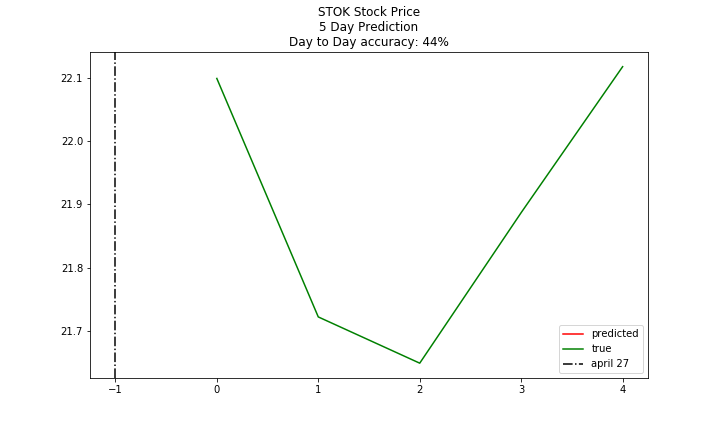 STOK Stock Price
5 Day Prediction
Day to Day accuracy: 44%
22.1
22.0
21.9
21.8
21.7
−1
0
1
2
3
4
predicted
true
april 27